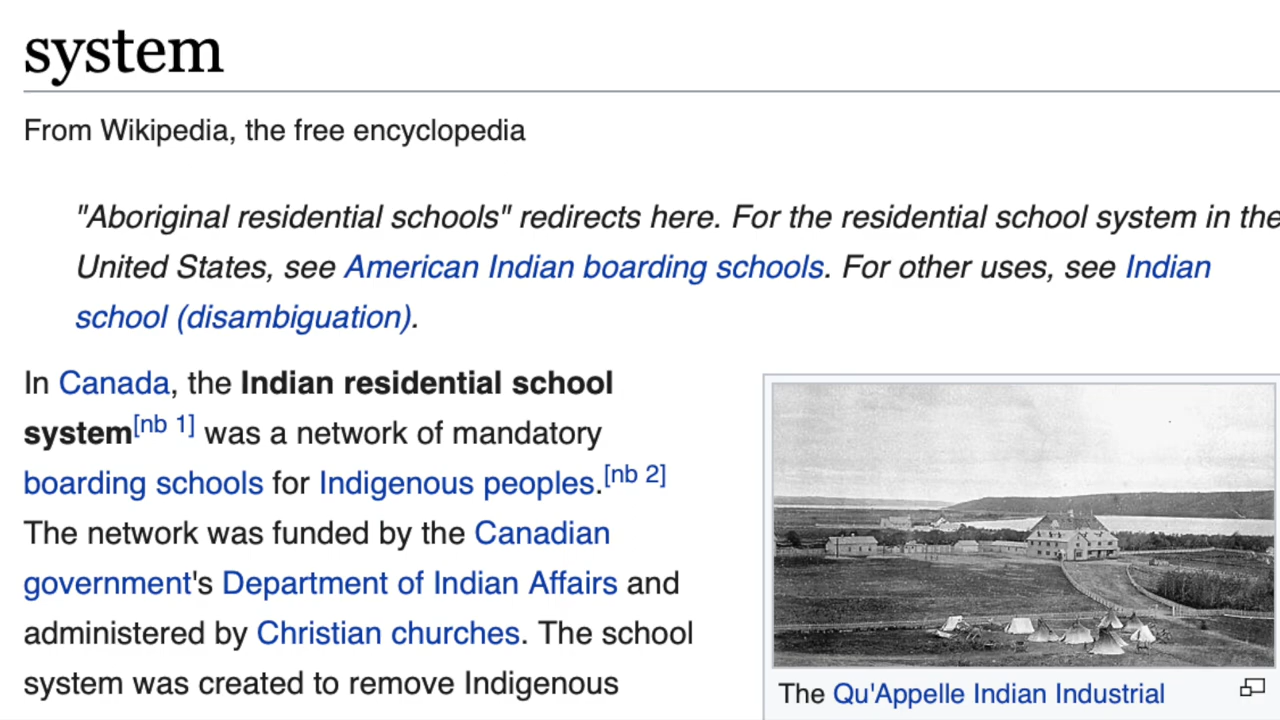 system
From Wikipedia, the free encyclopedia
"Aboriginal residential schools" redirects here. For the residential school system in the
United States, see American Indian boarding schools. For other uses, see Indian
school (disambiguation).
In Canada, the Indian residential school
system[nb 1] was a network of mandatory
boarding schools for Indigenous peoples.[nb 2]
The network was funded by the Canadian
government's Department of Indian Affairs and
administered by Christian churches. The school
system was created to remove Indigenous
The Qu'Appelle Indian Industrial